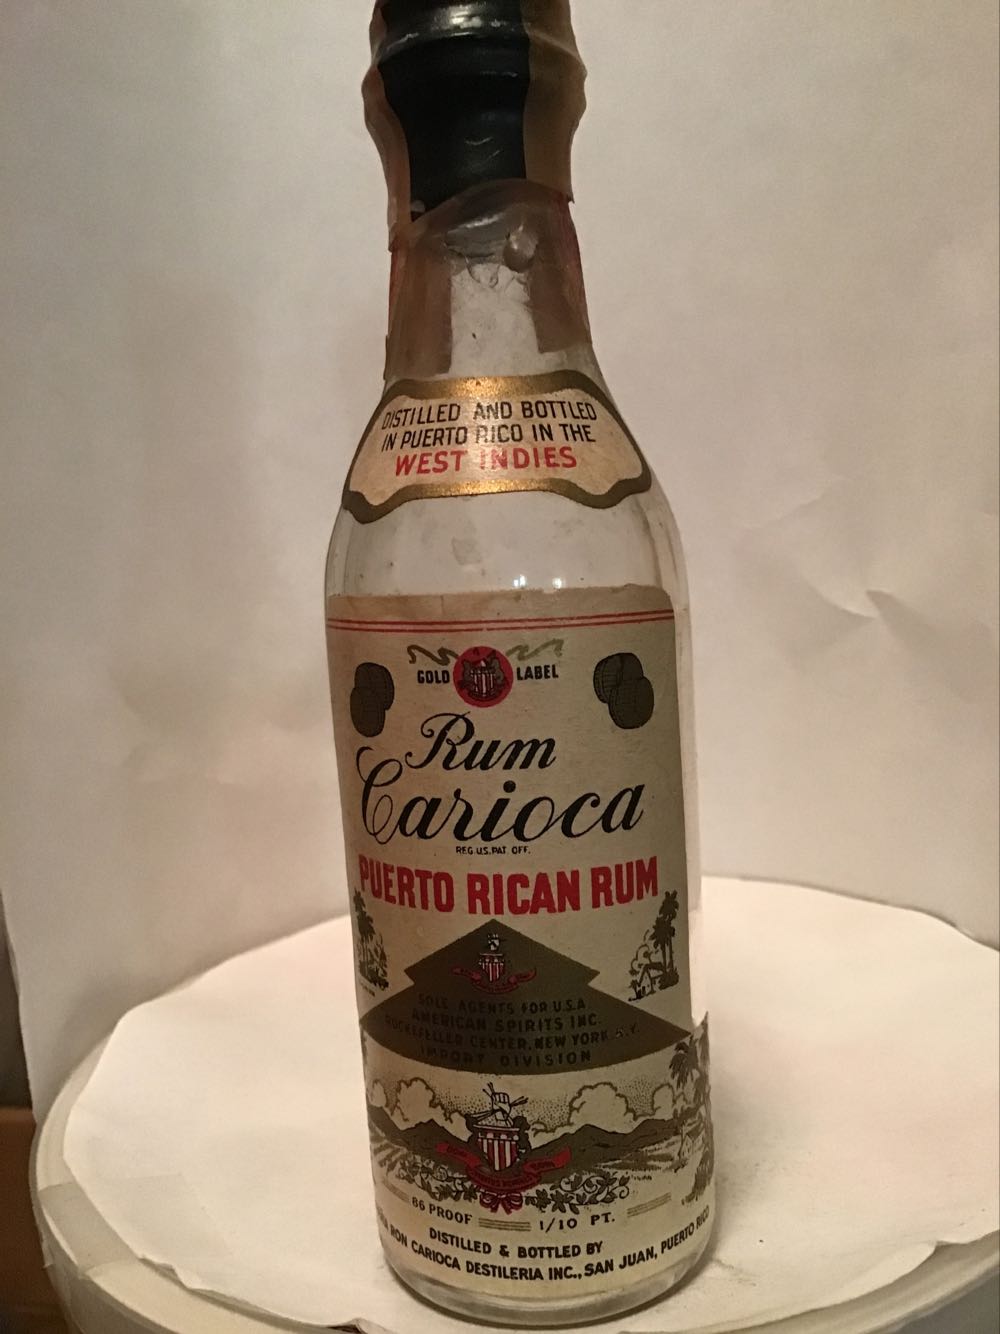 DISTILLED AND BOTTLED
IN PUERTO RICO IN THE
WEST INDIES
GOLD LABEL
Rum
Carioca
REG. U.S. PAT. OFF.
PUERTO RICAN RUM
SOLE AGENTS FOR U.S.A.
AMERICAN SPIRITS INC.
ROCKEFELLER CENTER, NEW YORK N.Y.
IMPORT DIVISION
86 PROOF 1/10 PT.
DISTILLED & BOTTLED BY
RON CARIOCA DESTILERIA INC., SAN JUAN, PUERTO RICO